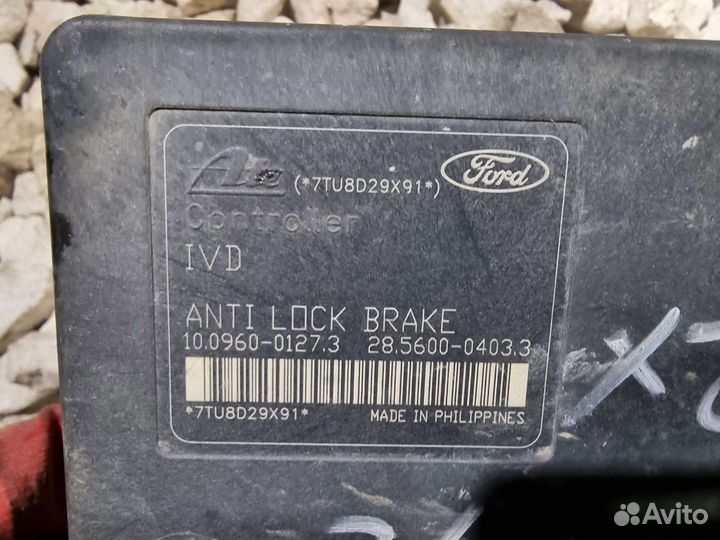 Ate (*7TU8D29X91*) Ford
Controller
IVD
ANTI LOCK BRAKE
10.0960-0127.3 28.5600-0403.3
*7TU8D29X91* MADE IN PHILIPPINES
Avito